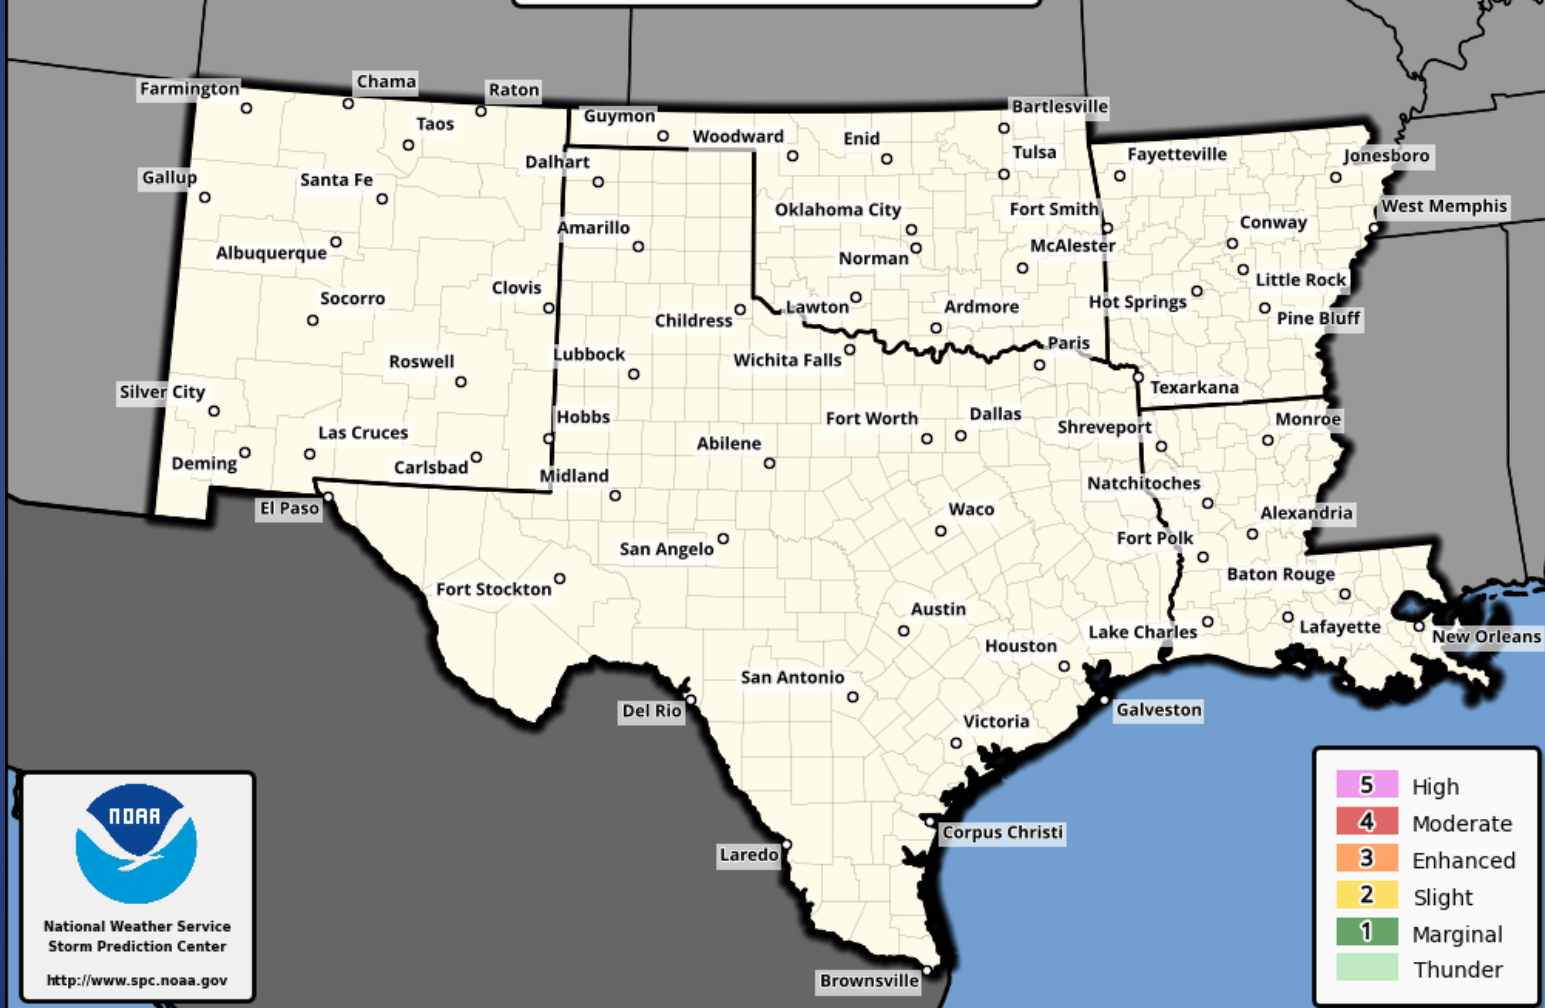 Farmington
Chama
Raton
Taos
Guymon
Woodward
Enid
Bartlesville
Tulsa
Fayetteville
Jonesboro
Gallup
Santa Fe
Dalhart
Oklahoma City
Fort Smith
West Memphis
Conway
Albuquerque
Amarillo
Norman
McAlester
Little Rock
Socorro
Clovis
Childress
Lawton
Ardmore
Hot Springs
Pine Bluff
Roswell
Lubbock
Wichita Falls
Paris
Texarkana
Silver City
Las Cruces
Hobbs
Abilene
Fort Worth
Dallas
Shreveport
Monroe
Deming
Carlsbad
Midland
Natchitoches
El Paso
Waco
Alexandria
San Angelo
Fort Polk
Fort Stockton
Baton Rouge
Austin
Lake Charles
Lafayette
New Orleans
Houston
San Antonio
Del Rio
Victoria
Galveston
Laredo
Corpus Christi
Brownsville
NOAA
National Weather Service
Storm Prediction Center
http://www.spc.noaa.gov
5 High
4 Moderate
3 Enhanced
2 Slight
1 Marginal
Thunder